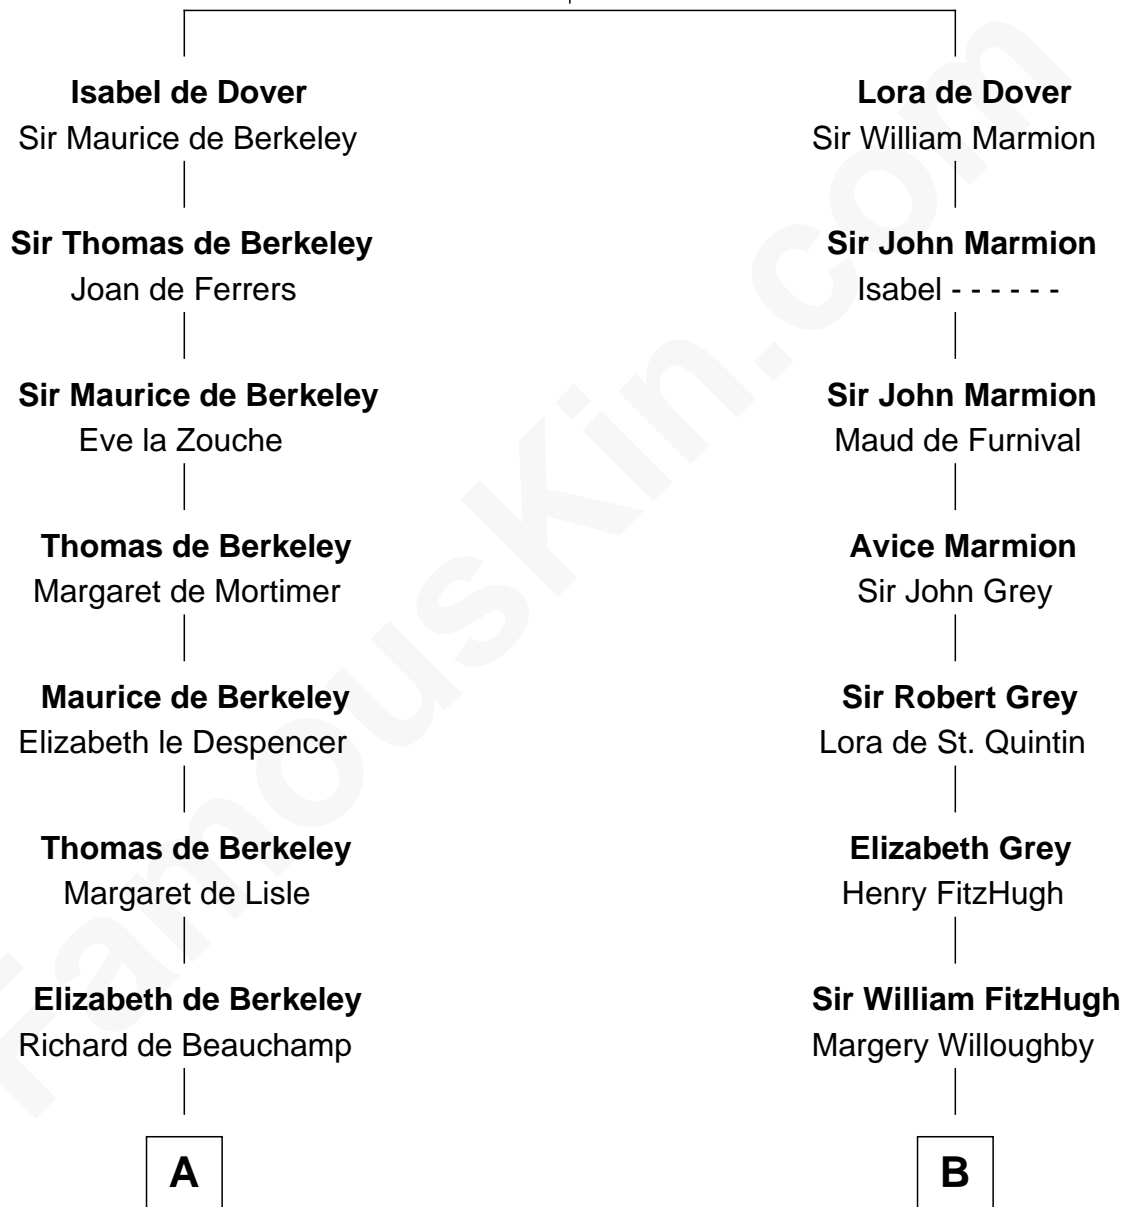 Isabel de Dover
Sir Maurice de Berkeley
Sir Thomas de Berkeley
Joan de Ferrers
Sir Maurice de Berkeley
Eve la Zouche
Thomas de Berkeley
Margaret de Mortimer
Maurice de Berkeley
Elizabeth le Despencer
Thomas de Berkeley
Margaret de Lisle
Elizabeth de Berkeley
Richard de Beauchamp
A
Lora de Dover
Sir William Marmion
Sir John Marmion
Isabel - - - - - -
Sir John Marmion
Maud de Furnival
Avice Marmion
Sir John Grey
Sir Robert Grey
Lora de St. Quintin
Elizabeth Grey
Henry FitzHugh
Sir William FitzHugh
Margery Willoughby
B
FamousKin.com